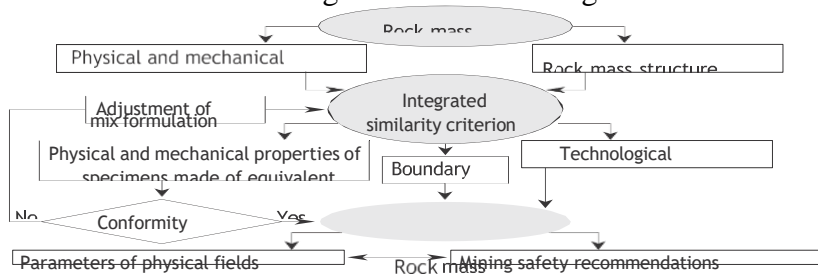 Rock mass
Physical and mechanical
Rock mass structure
Integrated
similarity criterion
Adjustment of
mix formulation
Physical and mechanical properties of
specimens made of equivalent
Boundary
Technological
No
Conformity
Yes
Parameters of physical fields
Rock mass
Mining safety recommendations